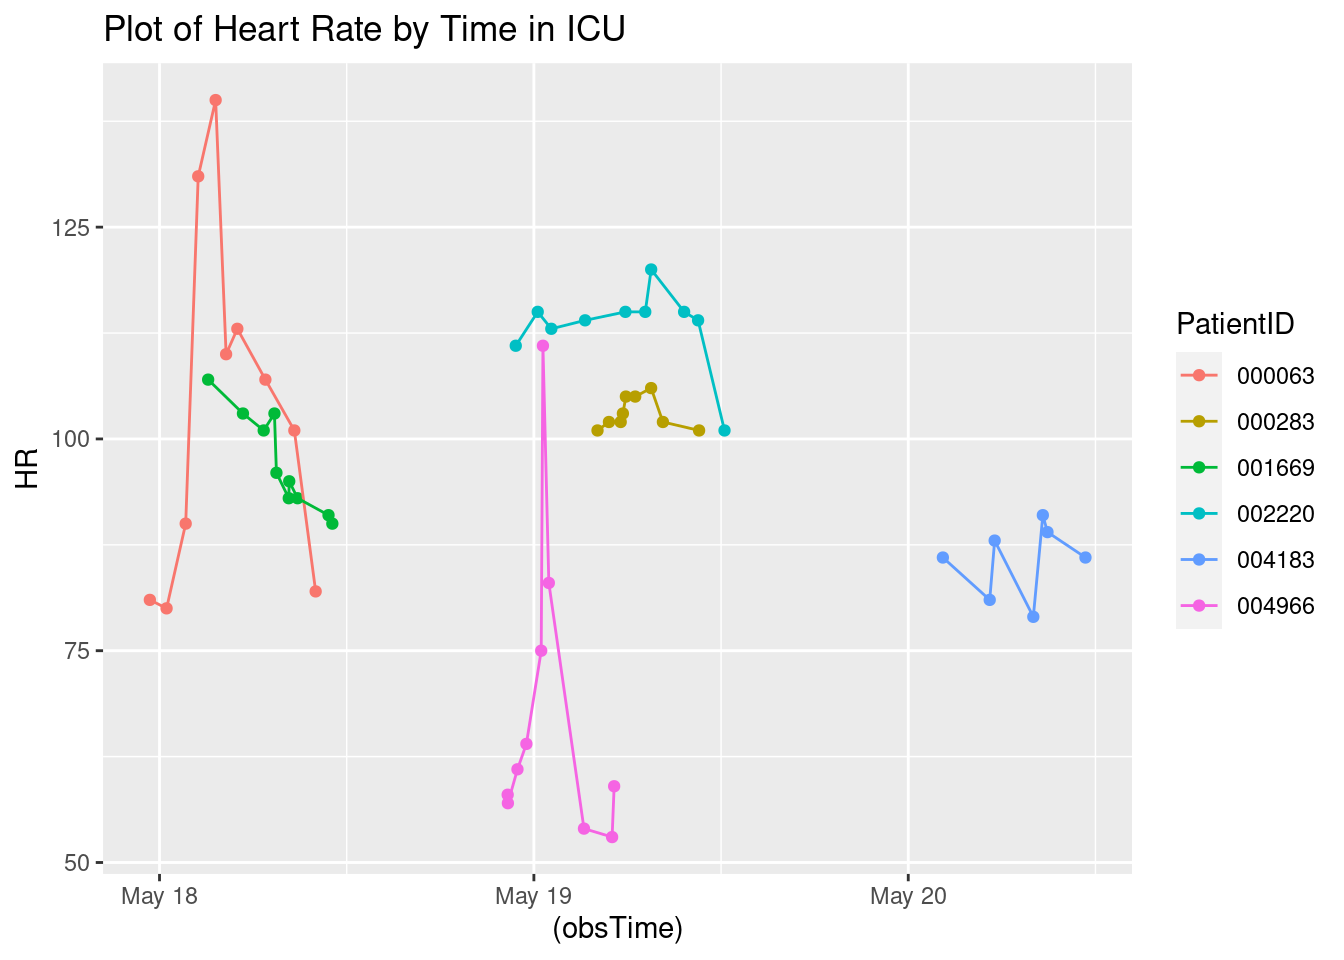 Plot of Heart Rate by Time in ICU
HR
125
100
75
50
May 18
May 19
May 20
(obsTime)
PatientID
000063
000283
001669
002220
004183
004966